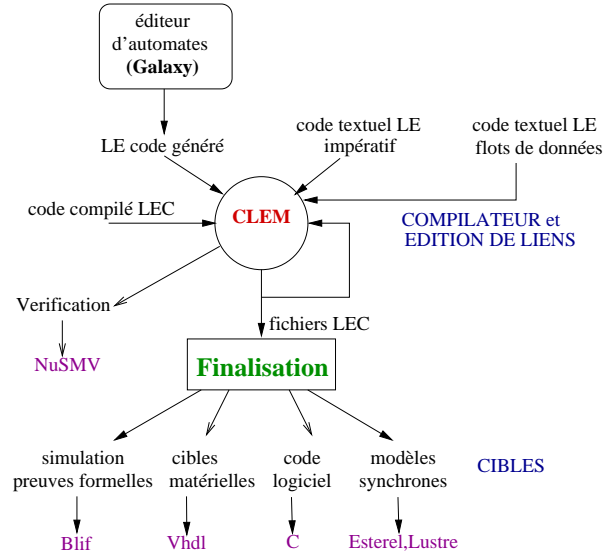 éditeur
d'automates
(Galaxy)
LE code généré
code textuel LE
impératif
code textuel LE
flots de données
code compilé LEC
CLEM
COMPILATEUR et
EDITION DE LIENS
Verification
NuSMV
fichiers LEC
Finalisation
simulation
preuves formelles
cibles
matérielles
code
logiciel
modèles
synchrones
CIBLES
Blif
Vhdl
C
Esterel,Lustre